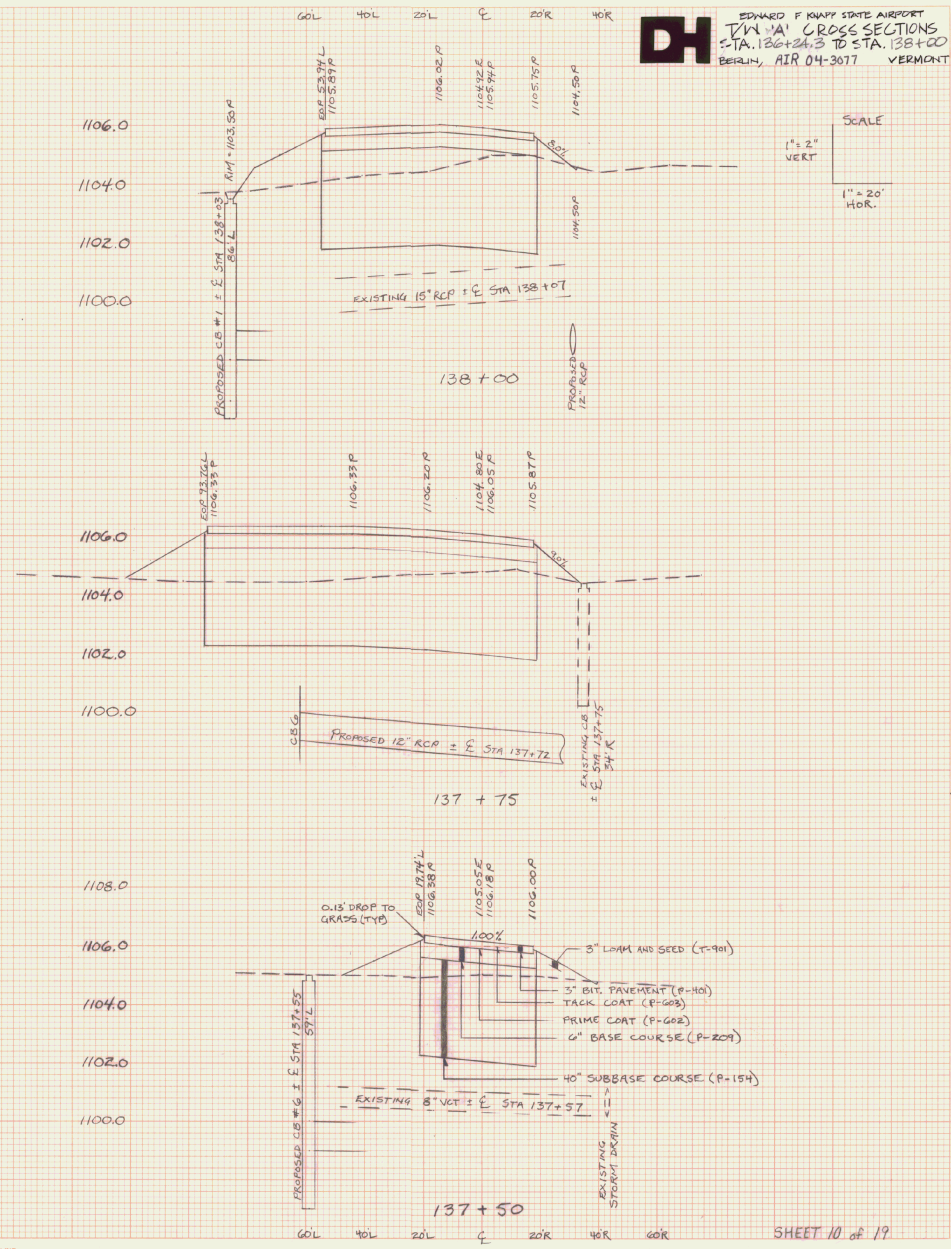 60'L 40'L 20'L ℄ 20'R 40'R
DH
EDWARD F KNAPP STATE AIRPORT
T/W 'A' CROSS SECTIONS
STA. 136+24.3 TO STA. 138+00
BERLIN, AIR 04-3077 VERMONT
SCALE
1" = 2"
VERT
1" = 20'
HOR.
EOP 53.94'L
1105.89P
1106.02P
1104.92E
1105.94P
1105.75P
1104.50P
1106.0
1104.0
1102.0
1100.0
RIM = 1103.50P
8.0%
1104.50P
PROPOSED CB #1 ± ℄ STA 138+03
86'L
EXISTING 15" RCP ± ℄ STA 138+07
PROPOSED
12" RCP
138 + 00
EOP 93.76L
1106.33P
1106.33P
1106.20P
1104.80E
1106.05P
1105.87P
1106.0
1104.0
1102.0
1100.0
9.0%
CB6
PROPOSED 12" RCP ± ℄ STA 137+72
EXISTING CB
± ℄ STA 137+75
34'R
137 + 75
EOP 19.74'L
1106.38P
1105.05E
1106.18P
1106.00P
1108.0
1106.0
1104.0
1102.0
1100.0
0.13' DROP TO
GRASS (TYP)
1.00%
3" LOAM AND SEED (T-901)
3" BIT. PAVEMENT (P-401)
TACK COAT (P-603)
PRIME COAT (P-602)
6" BASE COURSE (P-209)
40" SUBBASE COURSE (P-154)
PROPOSED CB #6 ± ℄ STA 137+55
59'L
EXISTING 8" VCT ± ℄ STA 137+57
EXISTING
STORM DRAIN
137 + 50
60'L 40'L 20'L ℄ 20'R 40'R 60'R
SHEET 10 of 19